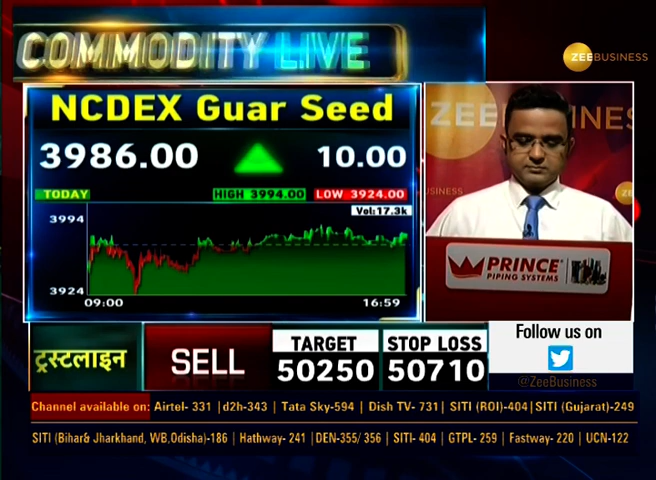 COMMODITY LIVE
ZEE BUSINESS
NCDEX Guar Seed
3986.00 10.00
TODAY HIGH 3994.00 LOW 3924.00
Vol:17.3k
3994
3924
09:00 16:59
ZEE
BUSINESS
PRINCE
PIPING SYSTEMS
ट्रस्टलाइन SELL
TARGET
50250
STOP LOSS
50710
Follow us on
@ZeeBusiness
Channel available on: Airtel- 331 | d2h-343 | Tata Sky-594 | Dish TV- 731 | SITI (ROI)-404 | SITI (Gujarat)-249
SITI (Bihar& Jharkhand, WB,Odisha)-186 | Hathway- 241 | DEN-355/ 356 | SITI- 404 | GTPL- 259 | Fastway- 220 | UCN-122